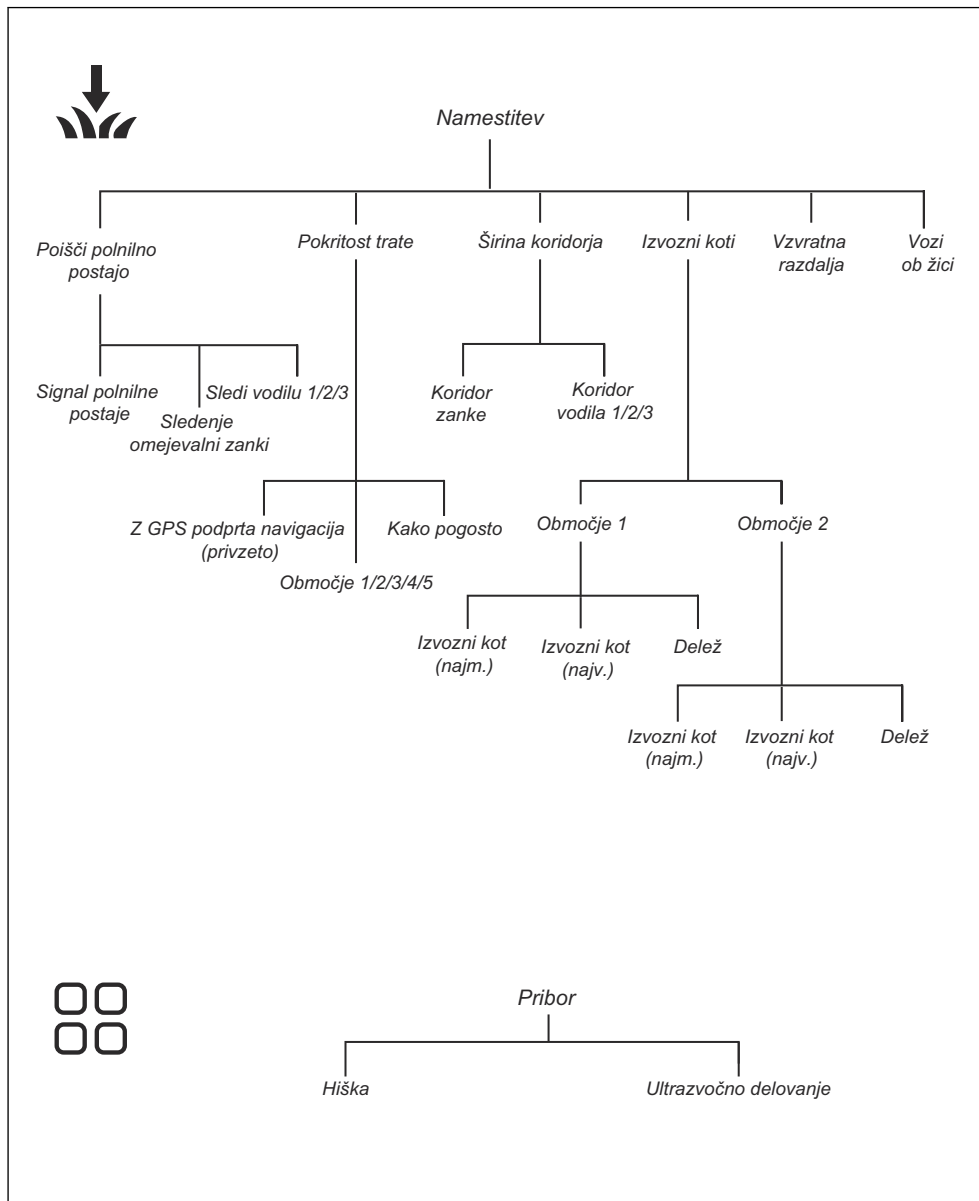 Namestitev
Poišči polnilno
postajo
Pokritost trate
Širina koridorja
Izvozni koti
Vzvratna
razdalja
Vozi
ob žici
Signal polnilne
postaje
Sledenje
omejevalni zanki
Sledi vodilu 1/2/3
Koridor
zanke
Koridor
vodila 1/2/3
Z GPS podprta navigacija
(privzeto)
Območje 1/2/3/4/5
Kako pogosto
Območje 1
Območje 2
Izvozni kot
(najm.)
Izvozni kot
(najv.)
Delež
Izvozni kot
(najm.)
Izvozni kot
(najv.)
Delež
Pribor
Hiška
Ultrazvočno delovanje